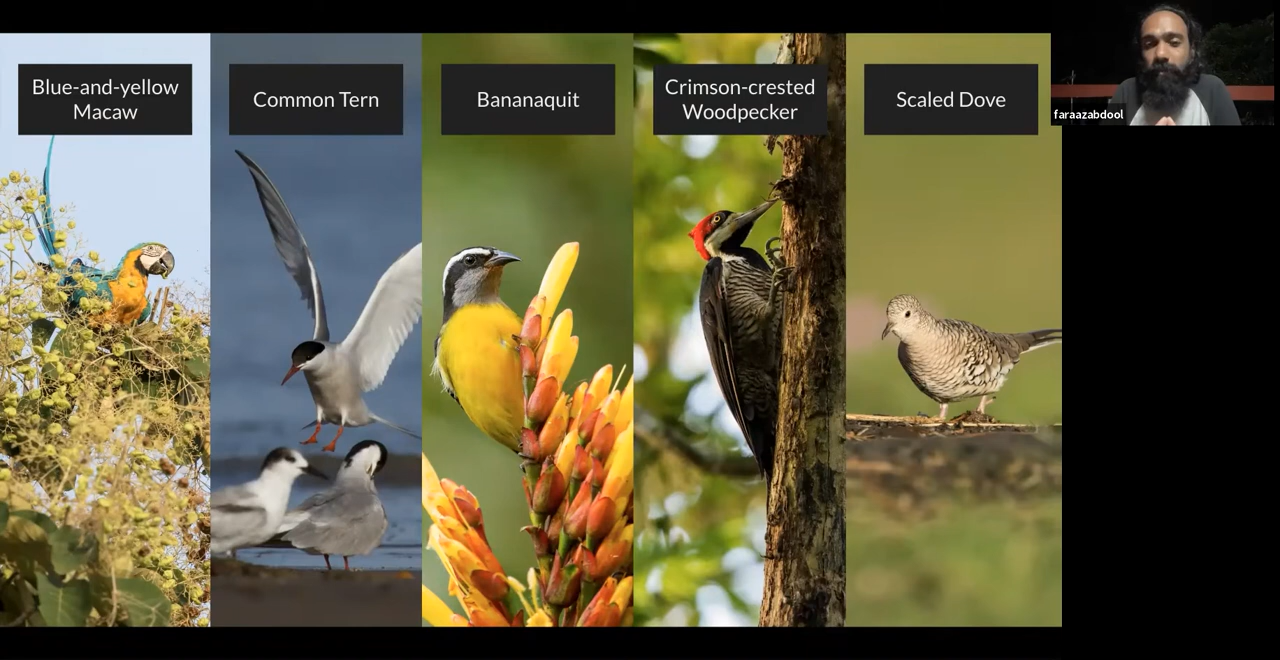 Blue-and-yellow
Macaw
Common Tern
Bananaquit
Crimson-crested
Woodpecker
Scaled Dove
faraazabdool